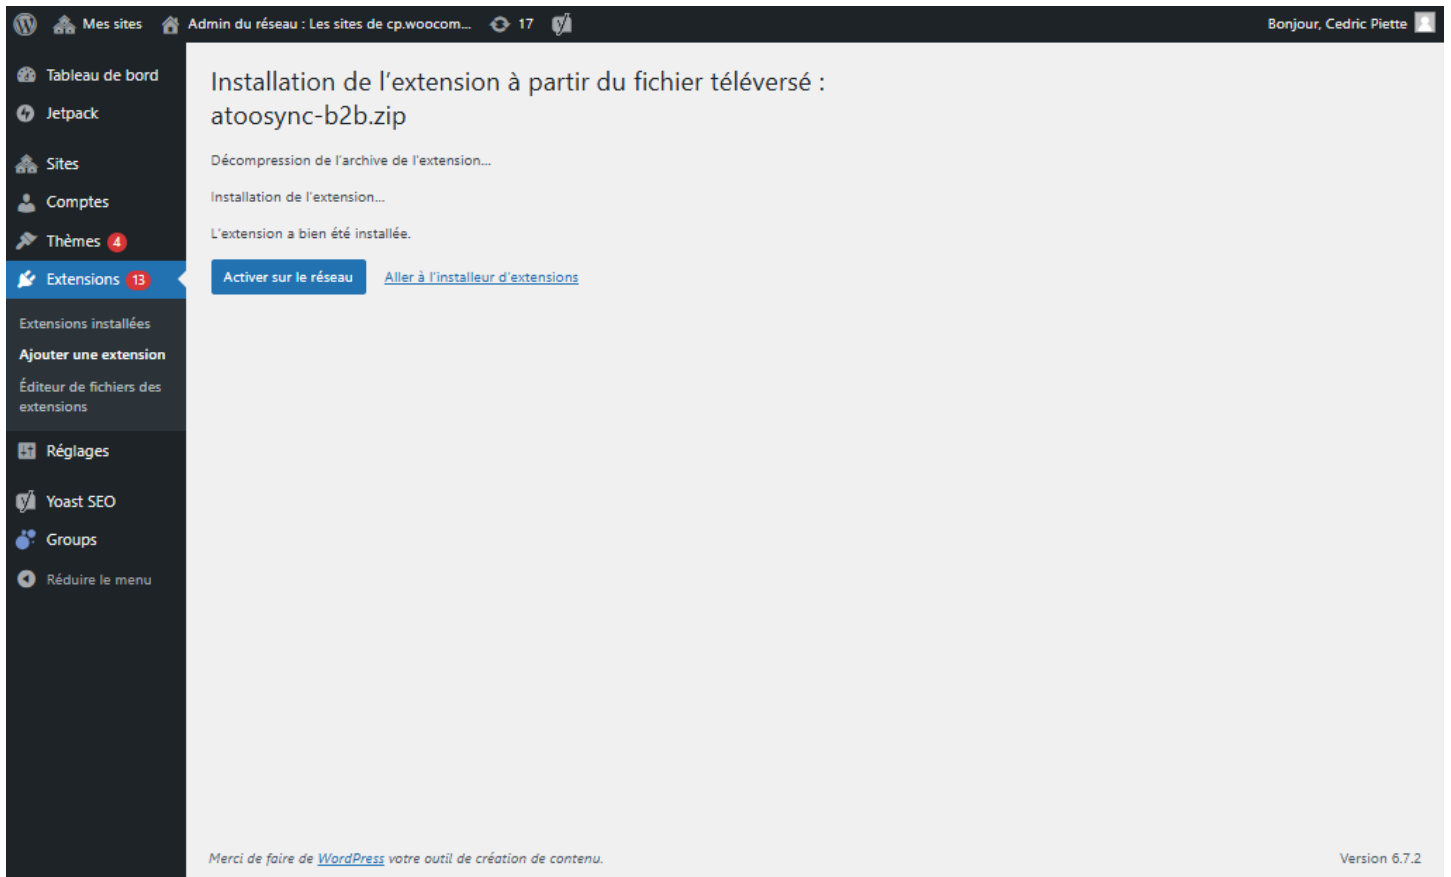 Mes sites
Admin du réseau : Les sites de cp.woocom...
17
Bonjour, Cedric Piette
Tableau de bord
Jetpack
Sites
Comptes
Thèmes 4
Extensions 13
Extensions installées
Ajouter une extension
Éditeur de fichiers des
extensions
Réglages
Yoast SEO
Groups
Réduire le menu
Installation de l’extension à partir du fichier téléversé :
atoosync-b2b.zip
Décompression de l’archive de l’extension…
Installation de l’extension…
L’extension a bien été installée.
Activer sur le réseau
Aller à l’installeur d’extensions
Merci de faire de WordPress votre outil de création de contenu.
Version 6.7.2